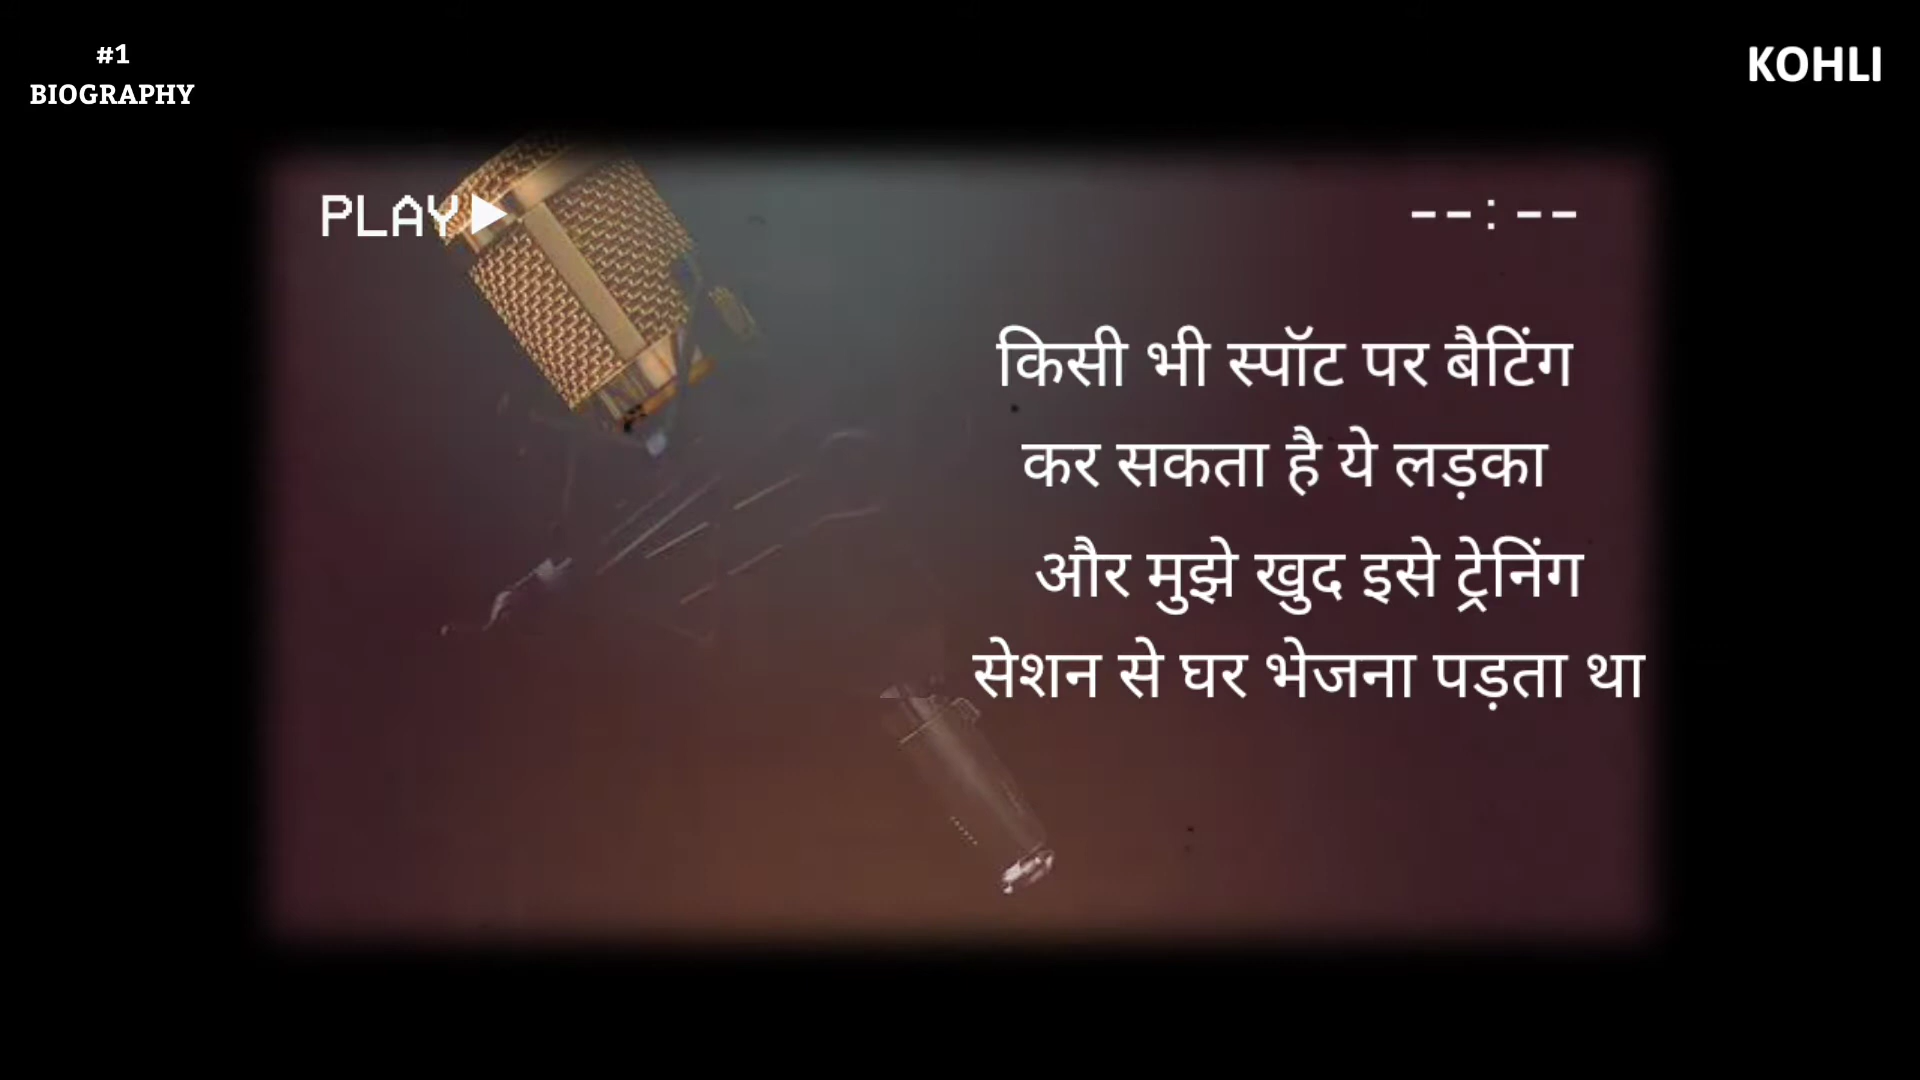 #1
BIOGRAPHY
KOHLI
PLAY▶
--:--
किसी भी स्पॉट पर बैटिंग
कर सकता है ये लड़का
और मुझे खुद इसे ट्रेनिंग
सेशन से घर भेजना पड़ता था